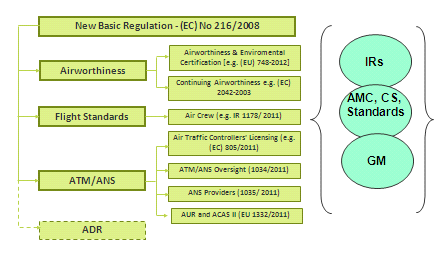 New Basic Regulation - (EC) No 216/2008
Airworthiness
Airworthiness & Enviromental
Certification [e.g. (EU) 748-2012]
Continuing Airworthiness e.g. (EC)
2042-2003
Flight Standards
Air Crew (e.g. IR 1178/ 2011)
ATM/ANS
Air Traffic Controllers' Licensing (e.g.
(EC) 805/2011)
ATM/ANS Oversight (1034/2011)
ANS Providers (1035/ 2011)
AUR and ACAS II (EU 1332/2011)
ADR
IRs
AMC, CS,
Standards
GM